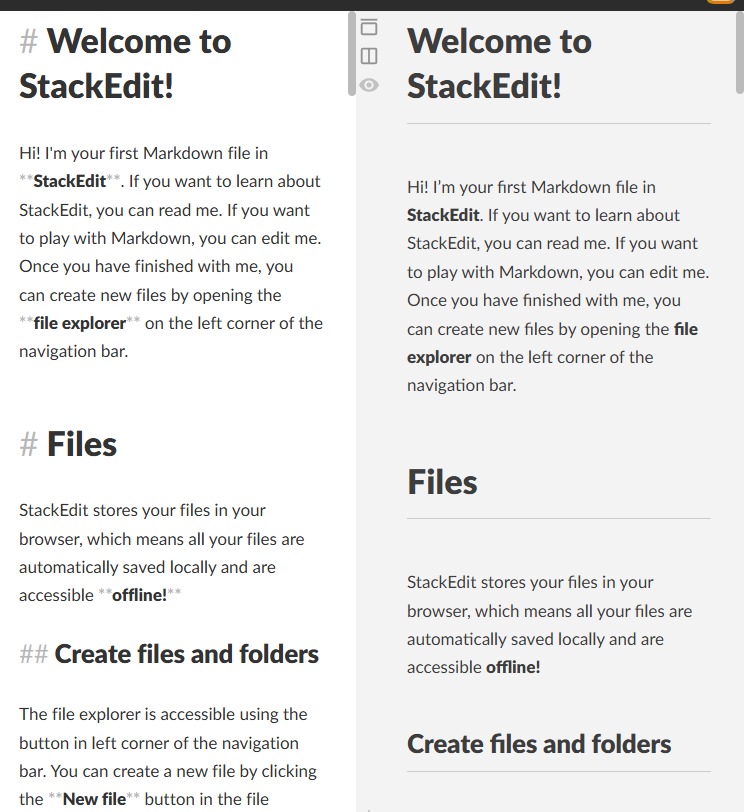 # Welcome to
StackEdit!
Hi! I'm your first Markdown file in
**StackEdit**. If you want to learn about
StackEdit, you can read me. If you want
to play with Markdown, you can edit me.
Once you have finished with me, you
can create new files by opening the
**file explorer** on the left corner of the
navigation bar.
# Files
StackEdit stores your files in your
browser, which means all your files are
automatically saved locally and are
accessible **offline!**
## Create files and folders
The file explorer is accessible using the
button in left corner of the navigation
bar. You can create a new file by clicking
the **New file** button in the file
Welcome to
StackEdit!
Hi! I’m your first Markdown file in
StackEdit. If you want to learn about
StackEdit, you can read me. If you want
to play with Markdown, you can edit me.
Once you have finished with me, you
can create new files by opening the file
explorer on the left corner of the
navigation bar.
Files
StackEdit stores your files in your
browser, which means all your files are
automatically saved locally and are
accessible offline!
Create files and folders